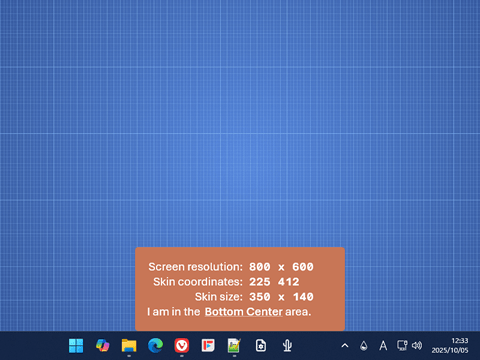 Screen resolution: 800 x 600
Skin coordinates: 225 412
Skin size: 350 x 140
I am in the Bottom Center area.
A
12:33
2025/10/05